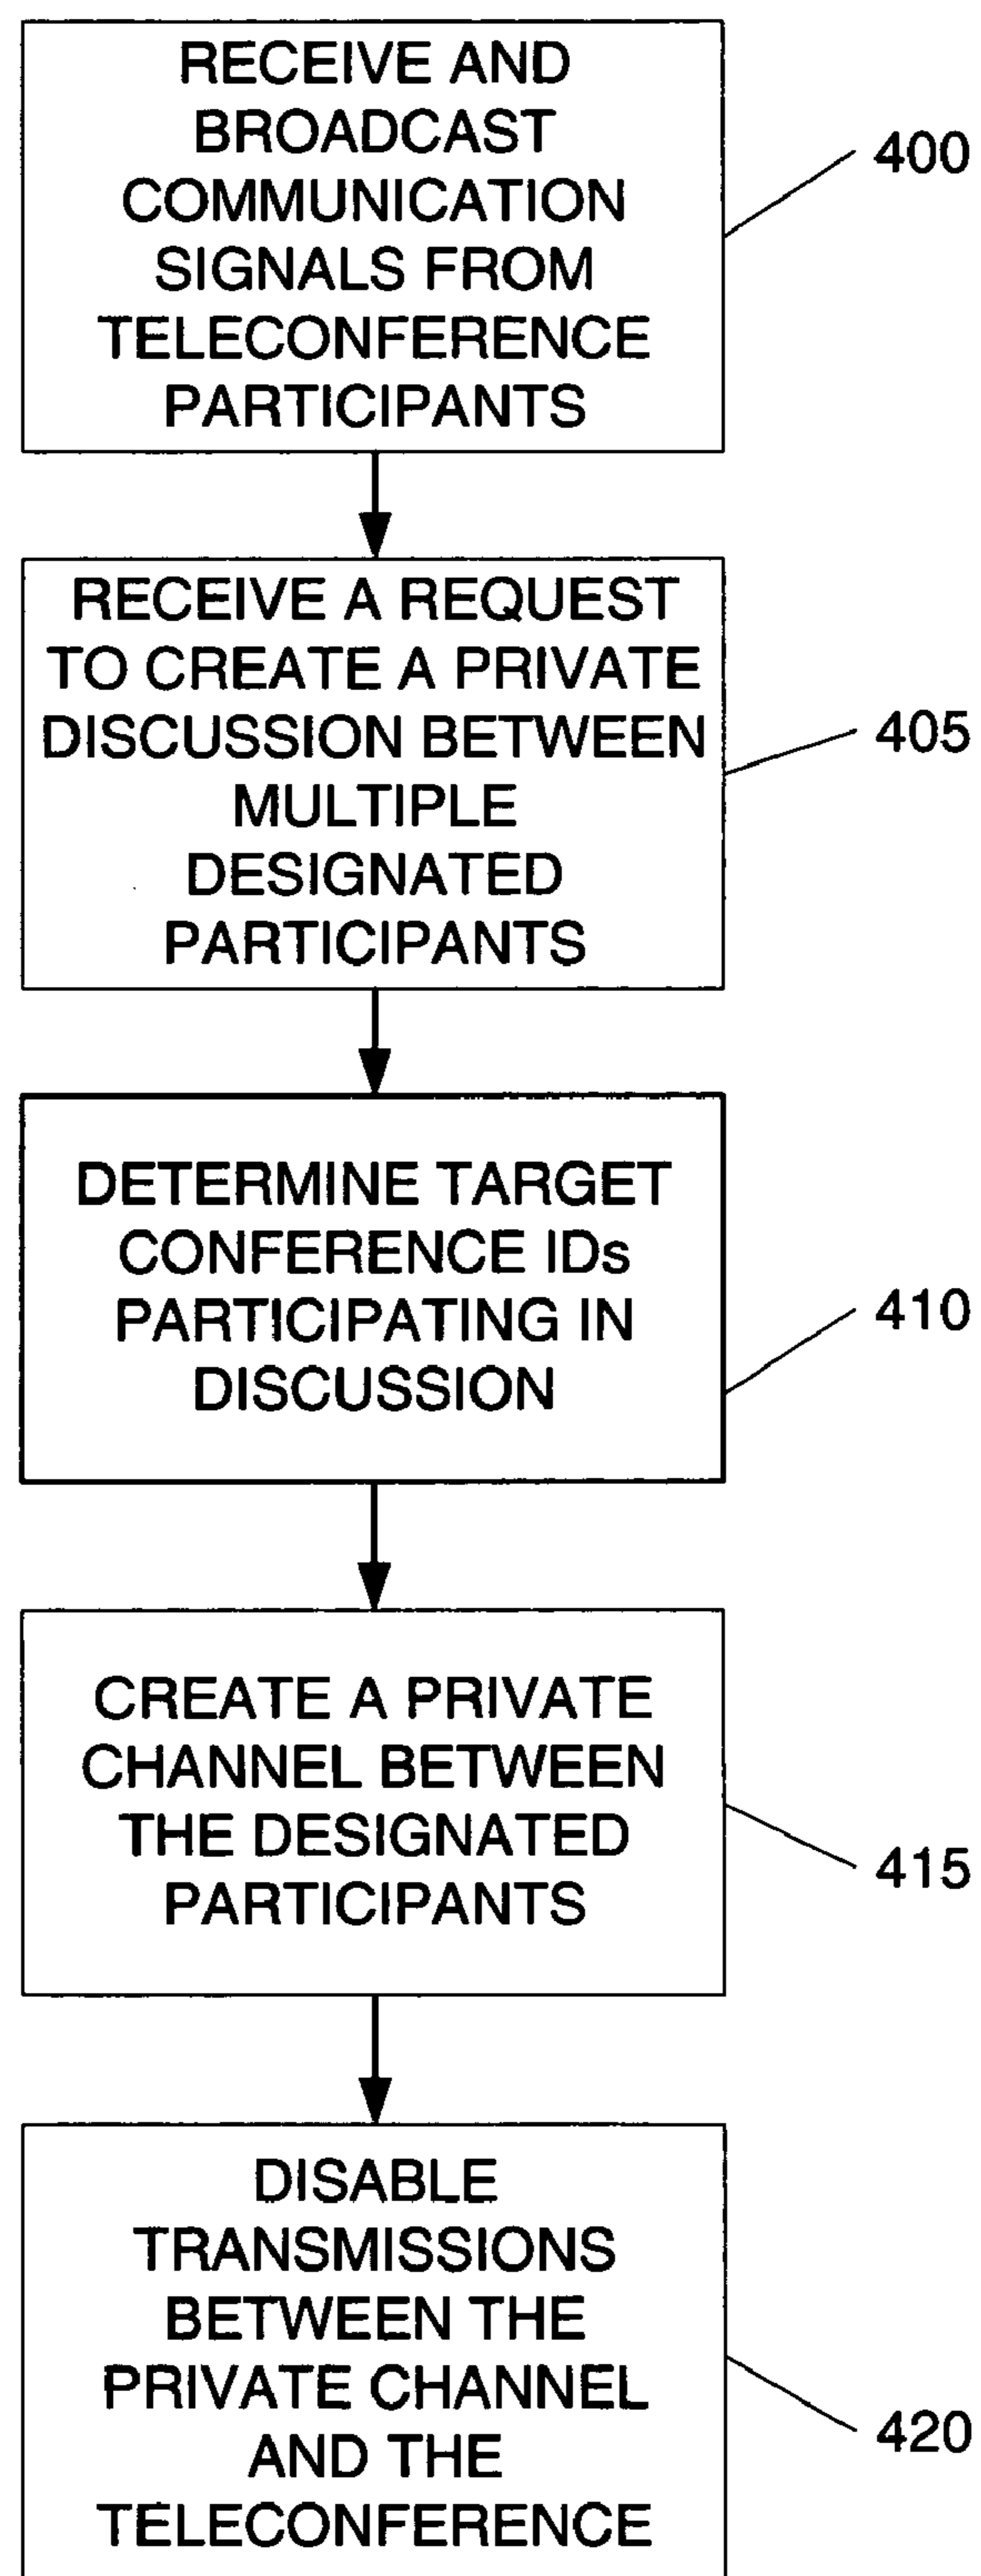 RECEIVE AND
BROADCAST
COMMUNICATION
SIGNALS FROM
TELECONFERENCE
PARTICIPANTS
400
RECEIVE A REQUEST
TO CREATE A PRIVATE
DISCUSSION BETWEEN
MULTIPLE
DESIGNATED
PARTICIPANTS
405
DETERMINE TARGET
CONFERENCE IDs
PARTICIPATING IN
DISCUSSION
410
CREATE A PRIVATE
CHANNEL BETWEEN
THE DESIGNATED
PARTICIPANTS
415
DISABLE
TRANSMISSIONS
BETWEEN THE
PRIVATE CHANNEL
AND THE
TELECONFERENCE
420